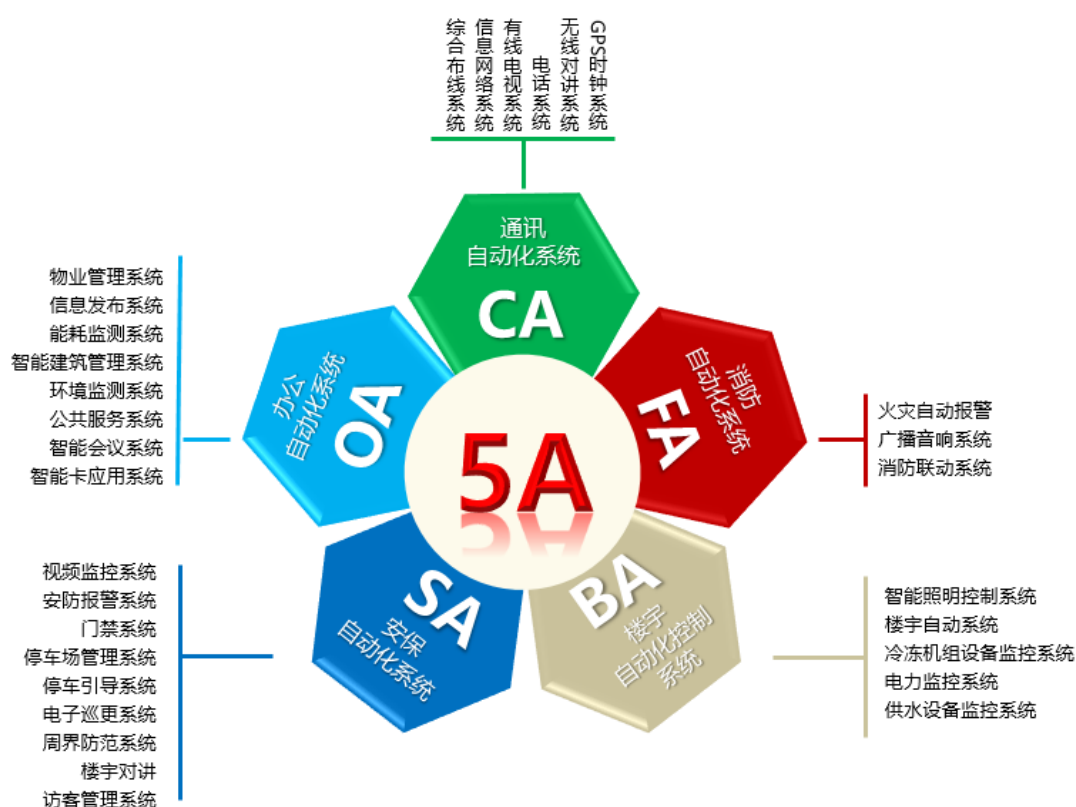 综合布线系统
信息网络系统
有线电视系统
电话系统
无线对讲系统
GPS时钟系统
通讯
自动化系统
CA
物业管理系统
信息发布系统
能耗监测系统
智能建筑管理系统
环境监测系统
公共服务系统
智能会议系统
智能卡应用系统
办公
自动化系统
OA
消防
自动化系统
FA
火灾自动报警
广播音响系统
消防联动系统
5A
视频监控系统
安防报警系统
门禁系统
停车场管理系统
停车引导系统
电子巡更系统
周界防范系统
楼宇对讲
访客管理系统
SA
安保
自动化系统
BA
楼宇
自动化控制
系统
智能照明控制系统
楼宇自动系统
冷冻机组设备监控系统
电力监控系统
供水设备监控系统